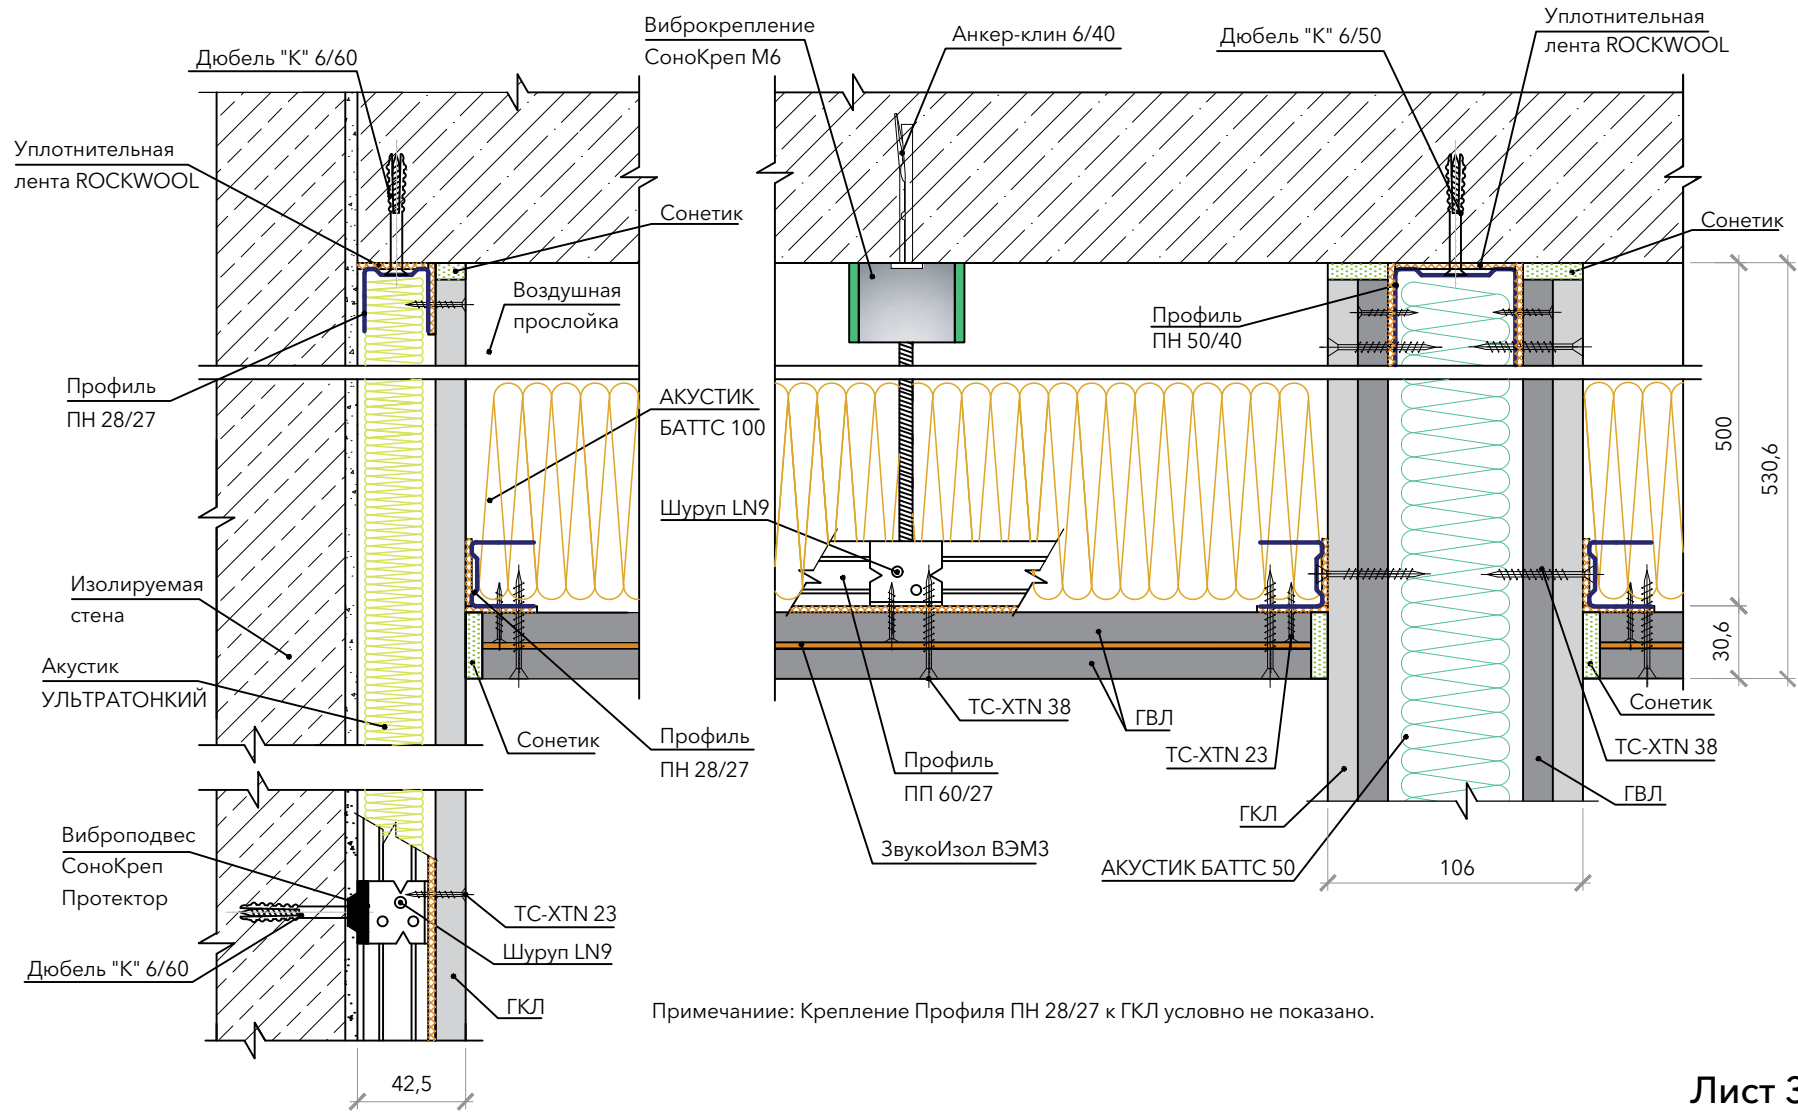 Дюбель "К" 6/60
Виброкрепление
СоноКреп М6
Анкер-клин 6/40
Дюбель "К" 6/50
Уплотнительная
лента ROCKWOOL
Уплотнительная
лента ROCKWOOL
Сонетик
Сонетик
Воздушная
прослойка
Профиль
ПН 50/40
Профиль
ПН 28/27
АКУСТИК
БАТТС 100
500
530,6
Шуруп LN9
Изолируемая
стена
30,6
Акустик
УЛЬТРАТОНКИЙ
Сонетик
Профиль
ПН 28/27
ТС-XTN 38
ГВЛ
Профиль
ПП 60/27
ТС-XTN 23
Сонетик
ТС-XTN 38
ГВЛ
ГКЛ
ЗвукоИзол ВЭМЗ
АКУСТИК БАТТС 50
106
Виброподвес
СоноКреп
Протектор
ТС-XTN 23
Шуруп LN9
Дюбель "К" 6/60
ГКЛ
Примечаниие: Крепление Профиля ПН 28/27 к ГКЛ условно не показано.
42,5
Лист 3